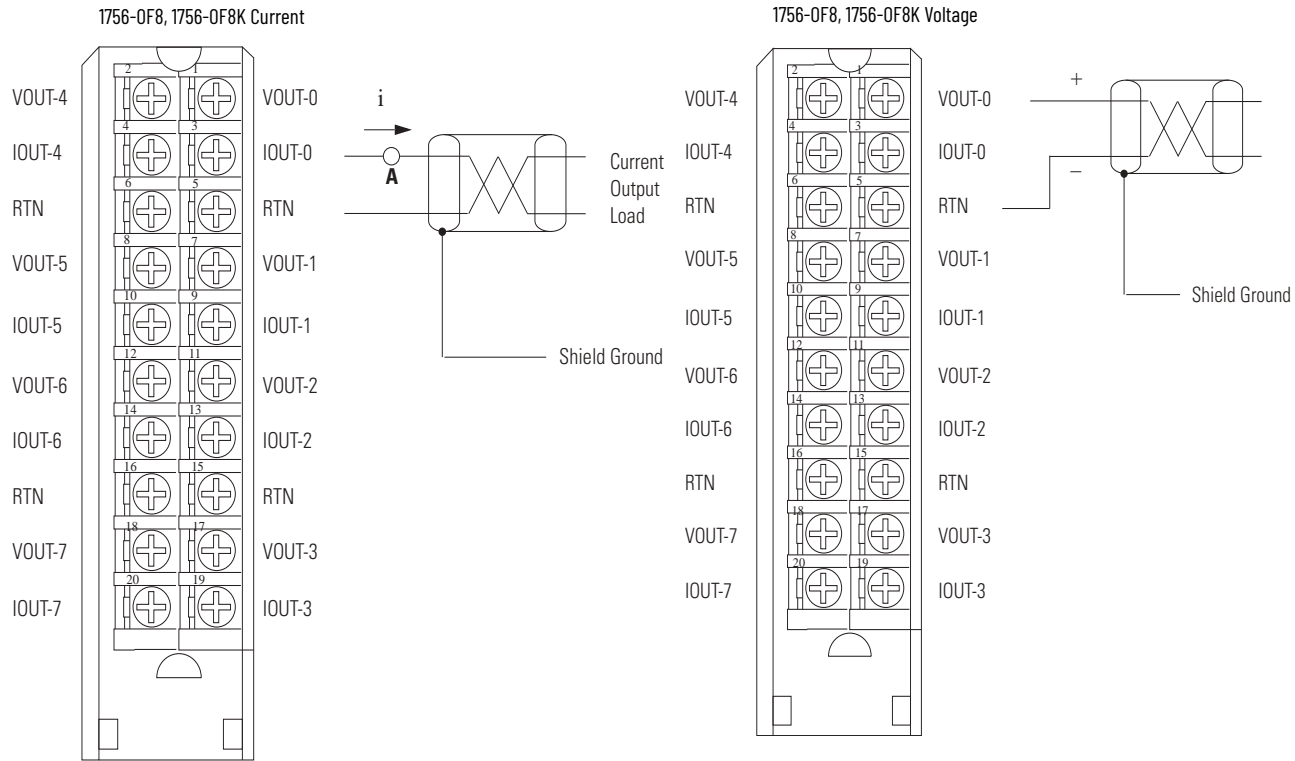 1756-OF8, 1756-OF8K Current
2 1
VOUT-4 VOUT-0 i
4 3
IOUT-4 IOUT-0 A
6 5
RTN RTN
Current
Output
Load
8 7
VOUT-5 VOUT-1
10 9
IOUT-5 IOUT-1
Shield Ground
12 11
VOUT-6 VOUT-2
14 13
IOUT-6 IOUT-2
16 15
RTN RTN
18 17
VOUT-7 VOUT-3
20 19
IOUT-7 IOUT-3
1756-OF8, 1756-OF8K Voltage
2 1
VOUT-4 VOUT-0 +
4 3
IOUT-4 IOUT-0 –
6 5
RTN RTN
8 7
VOUT-5 VOUT-1
Shield Ground
10 9
IOUT-5 IOUT-1
12 11
VOUT-6 VOUT-2
14 13
IOUT-6 IOUT-2
16 15
RTN RTN
18 17
VOUT-7 VOUT-3
20 19
IOUT-7 IOUT-3